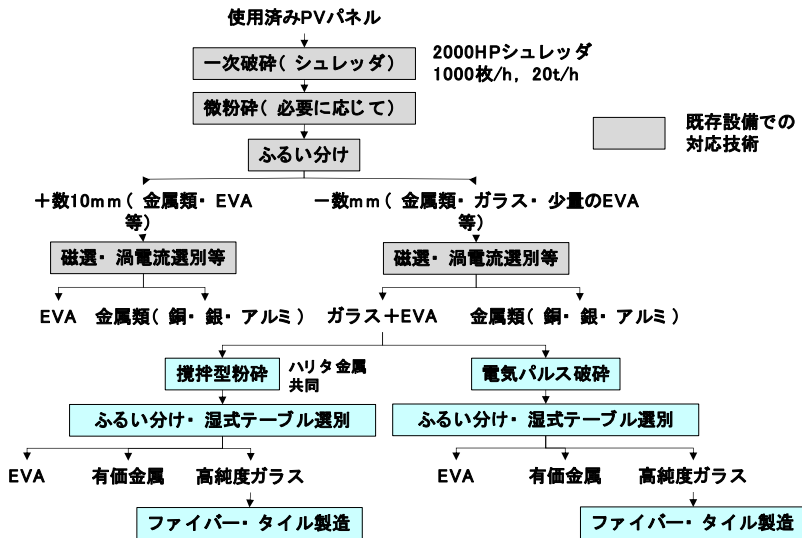 使用済みPVパネル
一次破砕( シュレッダ)
2000HPシュレッダ
1000枚/h, 20t/h
微粉砕( 必要に応じて)
既存設備での
対応技術
ふるい分け
＋数10mm( 金属類・ EVA
等)
−数mm( 金属類・ ガラス・ 少量のEVA
等)
磁選・ 渦電流選別等
磁選・ 渦電流選別等
EVA
金属類( 銅・ 銀・ アルミ)
ガラス＋EVA
金属類( 銅・ 銀・ アルミ)
撹拌型粉砕
ハリタ金属
共同
電気パルス破砕
ふるい分け・ 湿式テーブル選別
ふるい分け・ 湿式テーブル選別
EVA
有価金属
高純度ガラス
EVA
有価金属
高純度ガラス
ファイバー・ タイル製造
ファイバー・ タイル製造